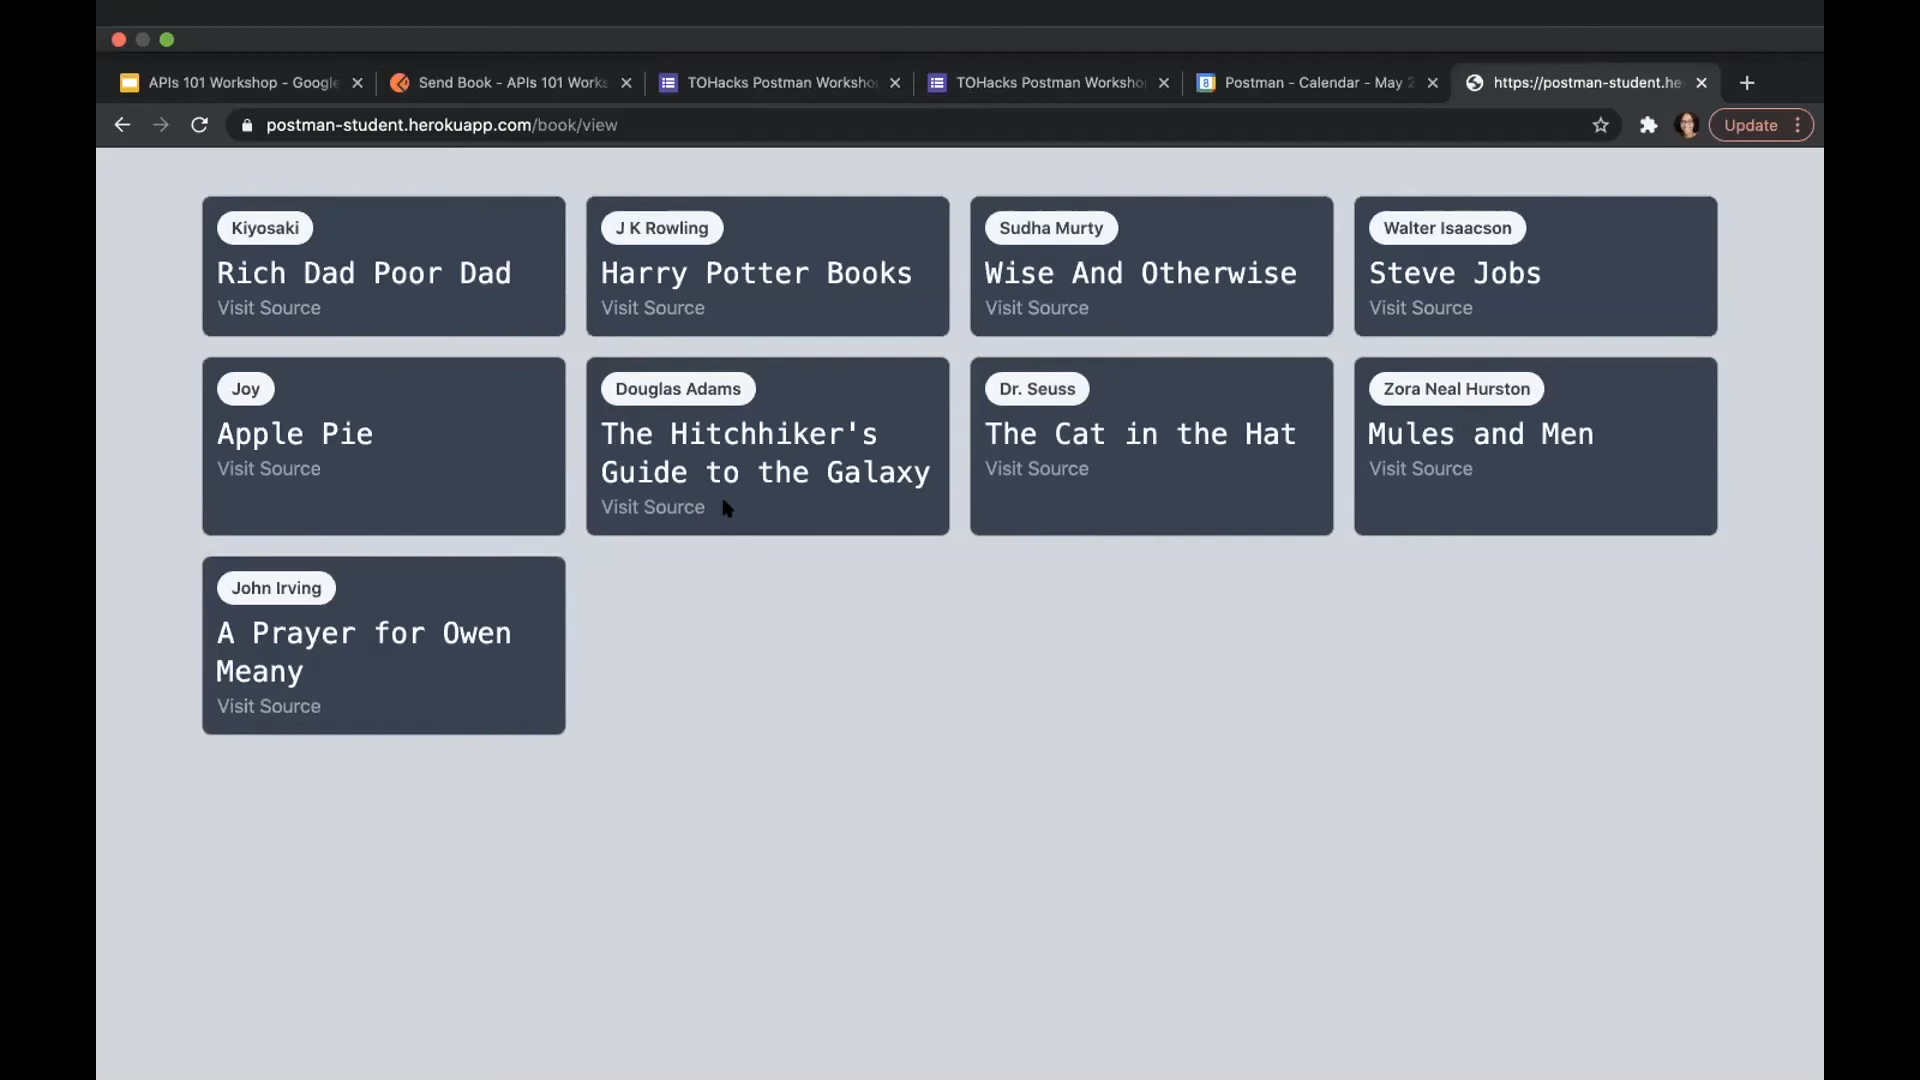 APIs 101 Workshop - Google
Send Book - APIs 101 Works
TOHacks Postman Worksho
TOHacks Postman Worksho
Postman - Calendar - May 2
https://postman-student.he
postman-student.herokuapp.com/book/view
Update
Kiyosaki
Rich Dad Poor Dad
Visit Source
J K Rowling
Harry Potter Books
Visit Source
Sudha Murty
Wise And Otherwise
Visit Source
Walter Isaacson
Steve Jobs
Visit Source
Joy
Apple Pie
Visit Source
Douglas Adams
The Hitchhiker's
Guide to the Galaxy
Visit Source
Dr. Seuss
The Cat in the Hat
Visit Source
Zora Neal Hurston
Mules and Men
Visit Source
John Irving
A Prayer for Owen
Meany
Visit Source